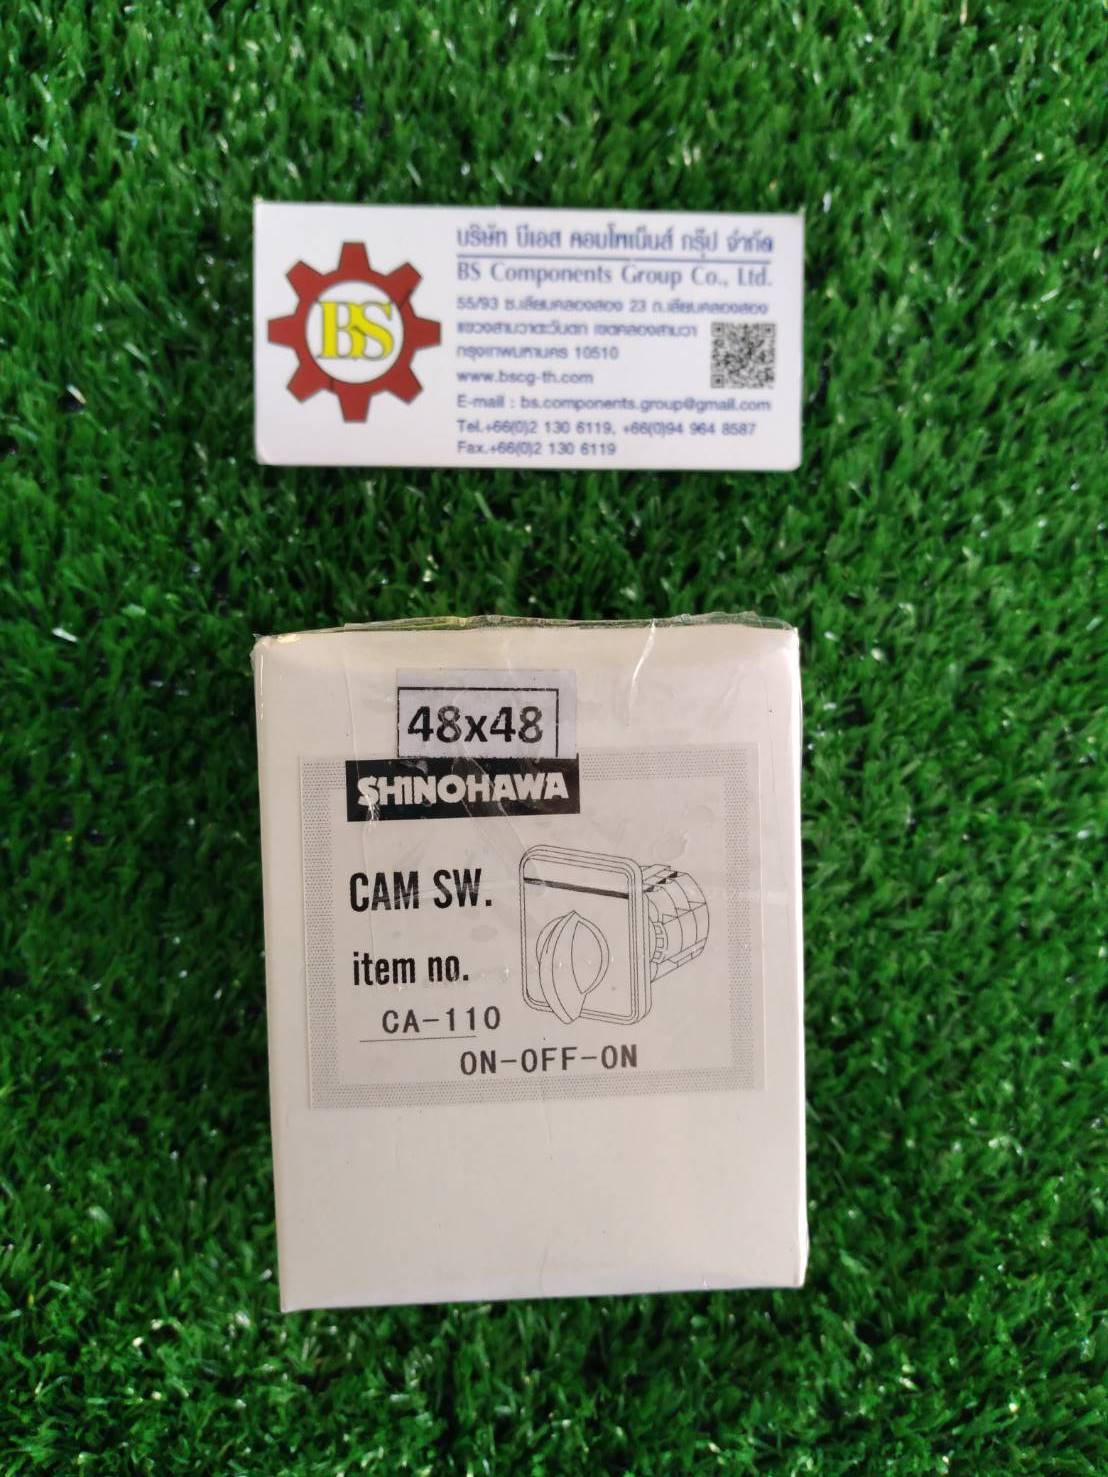 BS
บริษัท บีเอส คอมโพเน็นส์ กรุ๊ป จำกัด
BS Components Group Co., Ltd.
55/93 ซ.เลียบคลองสอง 23 ถ.เลียบคลองสอง
แขวงสามวาตะวันตก เขตคลองสามวา
กรุงเทพมหานคร 10510
www.bscg-th.com
E-mail : bs.components.group@gmail.com
Tel.+66(0)2 130 6119, +66(0)94 964 8587
Fax.+66(0)2 130 6119
48x48
SHINOHAWA
CAM SW.
item no.
CA-110
ON-OFF-ON